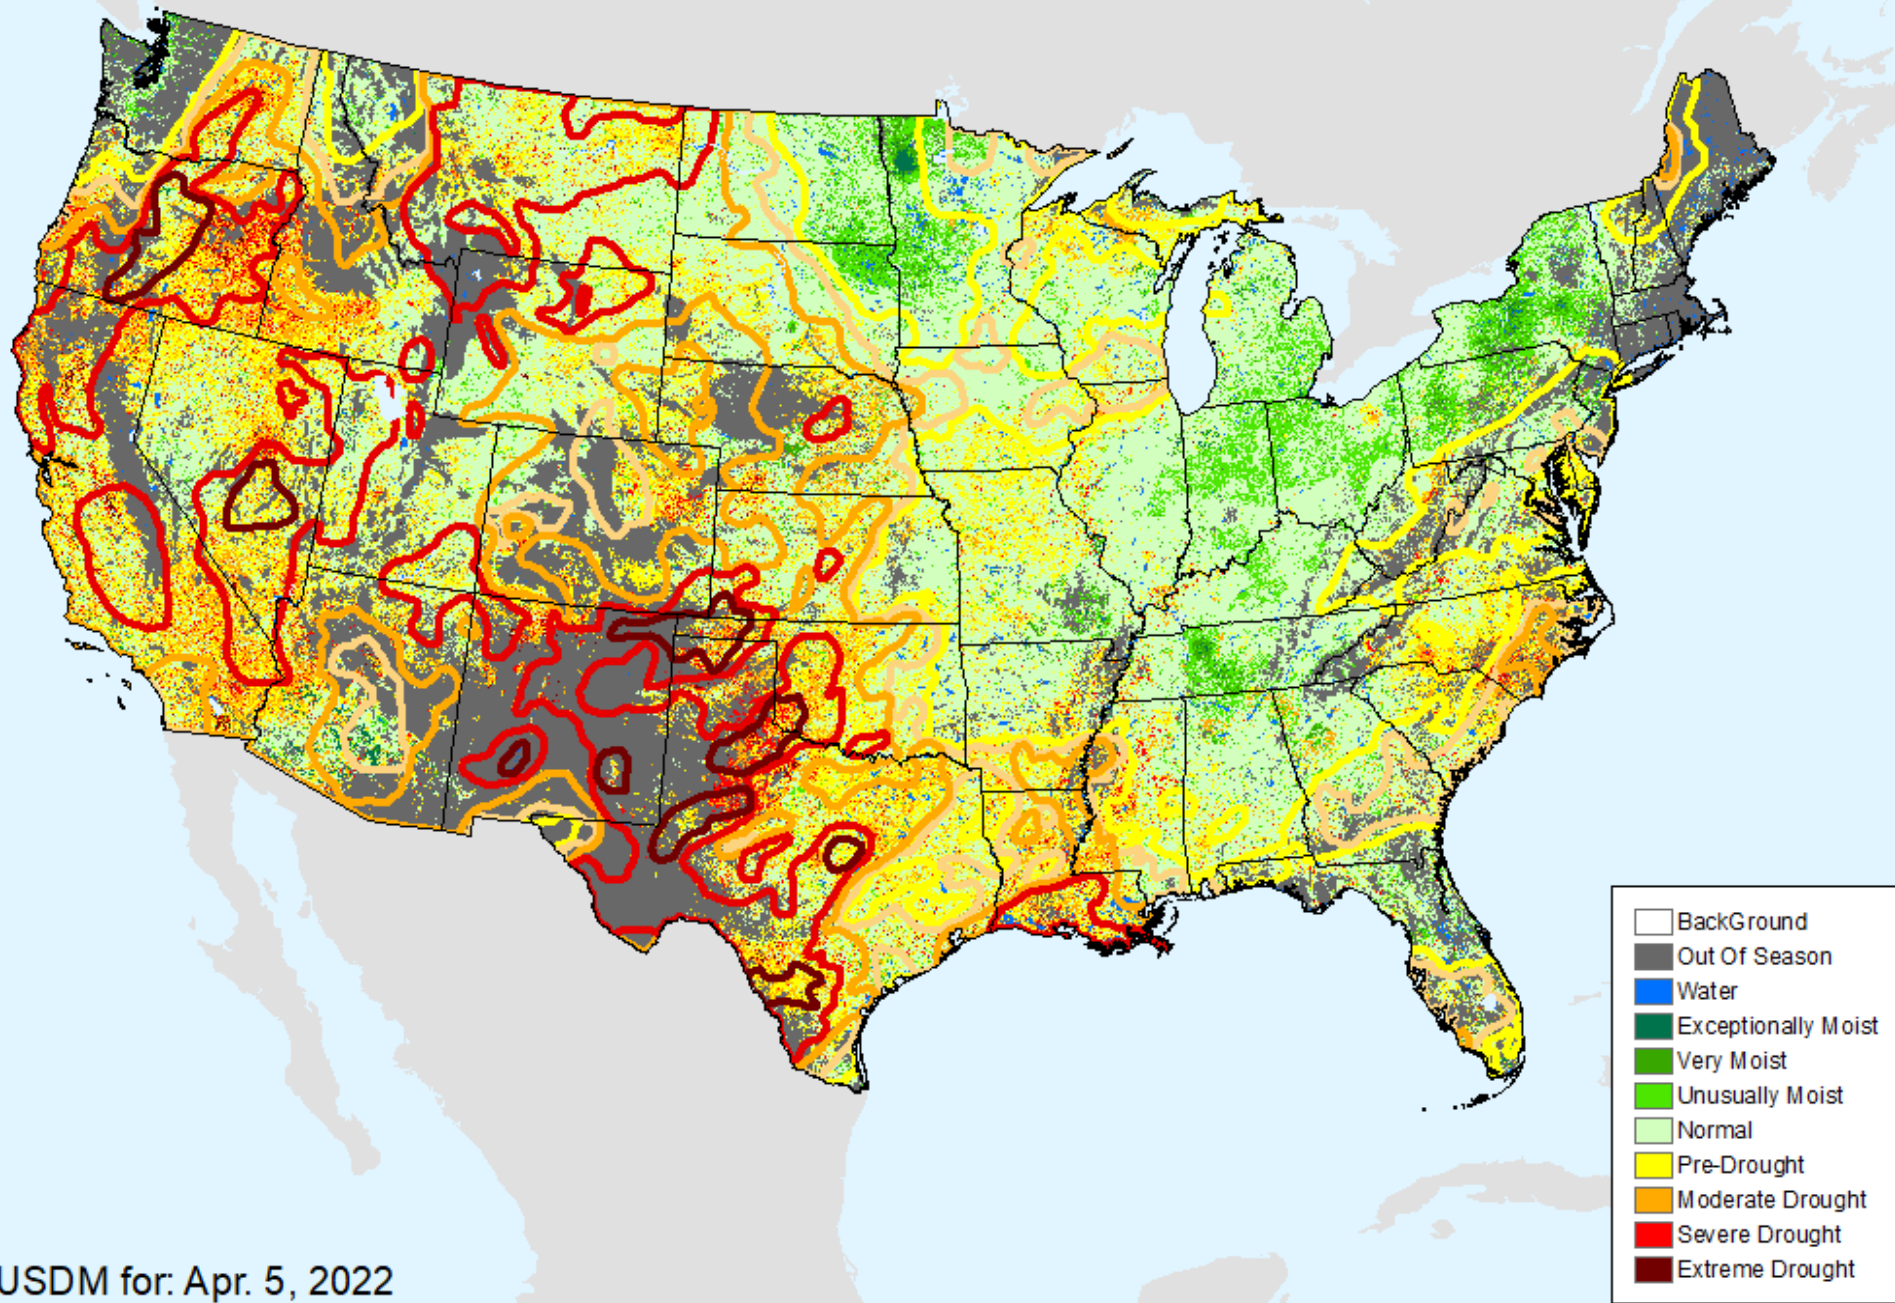 BackGround
Out Of Season
Water
Exceptionally Moist
Very Moist
Unusually Moist
Normal
Pre-Drought
Moderate Drought
Severe Drought
Extreme Drought
USDM for: Apr. 5, 2022